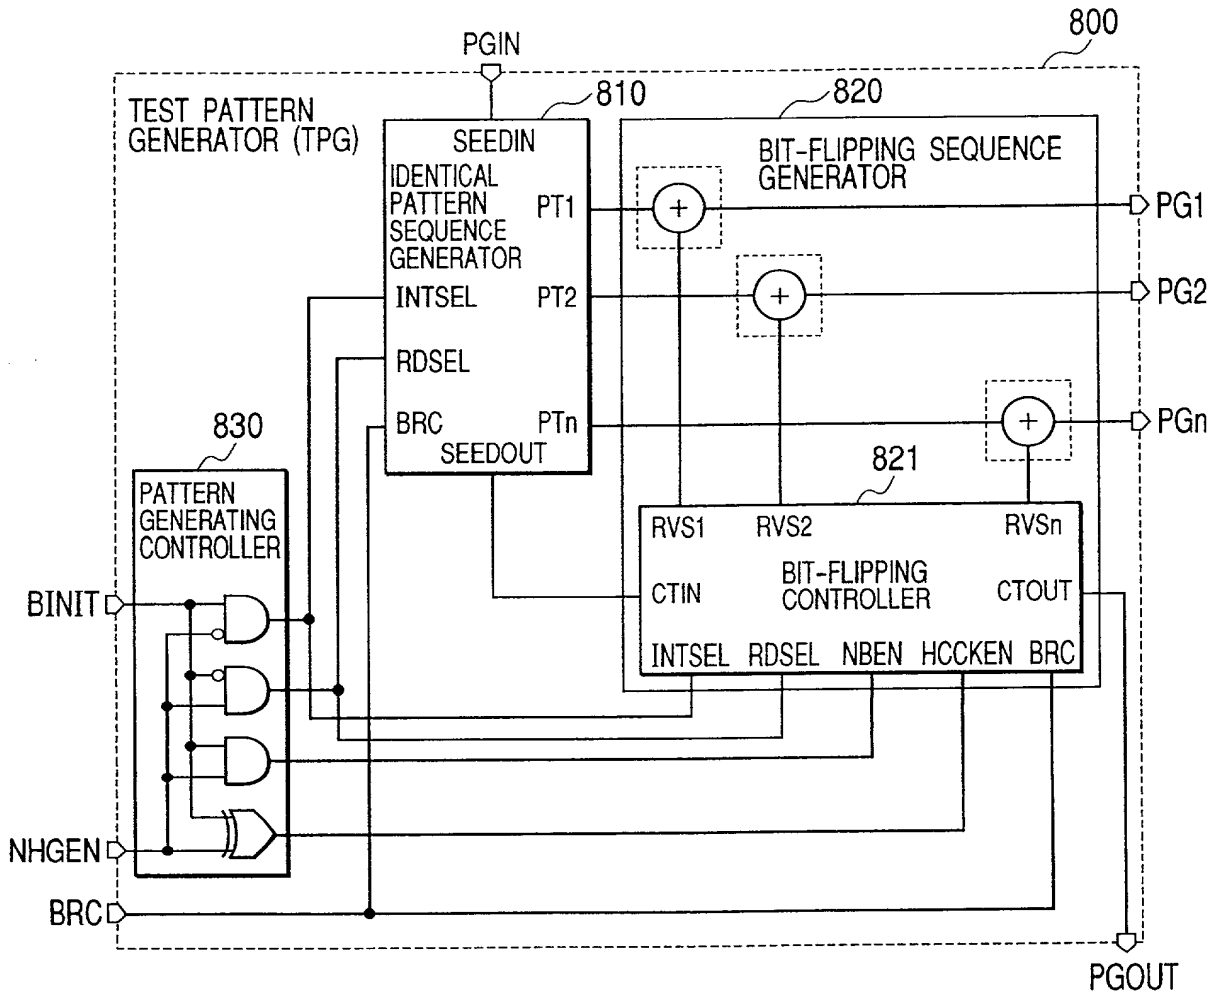 800
PGIN
TEST PATTERN
GENERATOR (TPG)
810
820
SEEDIN
IDENTICAL
PATTERN
SEQUENCE
GENERATOR
PT1
BIT-FLIPPING SEQUENCE
GENERATOR
+
PG1
INTSEL
PT2
+
PG2
RDSEL
BRC
PTn
+
PGn
SEEDOUT
830
821
PATTERN
GENERATING
CONTROLLER
RVS1
RVS2
RVSn
BIT-FLIPPING
CONTROLLER
CTIN
CTOUT
INTSEL
RDSEL
NBEN
HCCKEN
BRC
BINIT
NHGEN
BRC
PGOUT